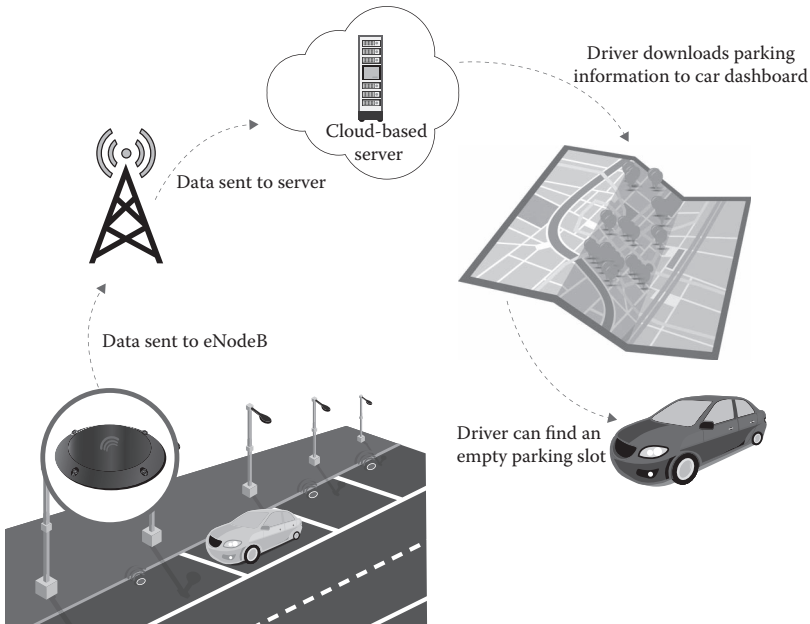 Driver downloads parking
information to car dashboard
Cloud-based
server
Data sent to server
Data sent to eNodeB
Driver can find an
empty parking slot